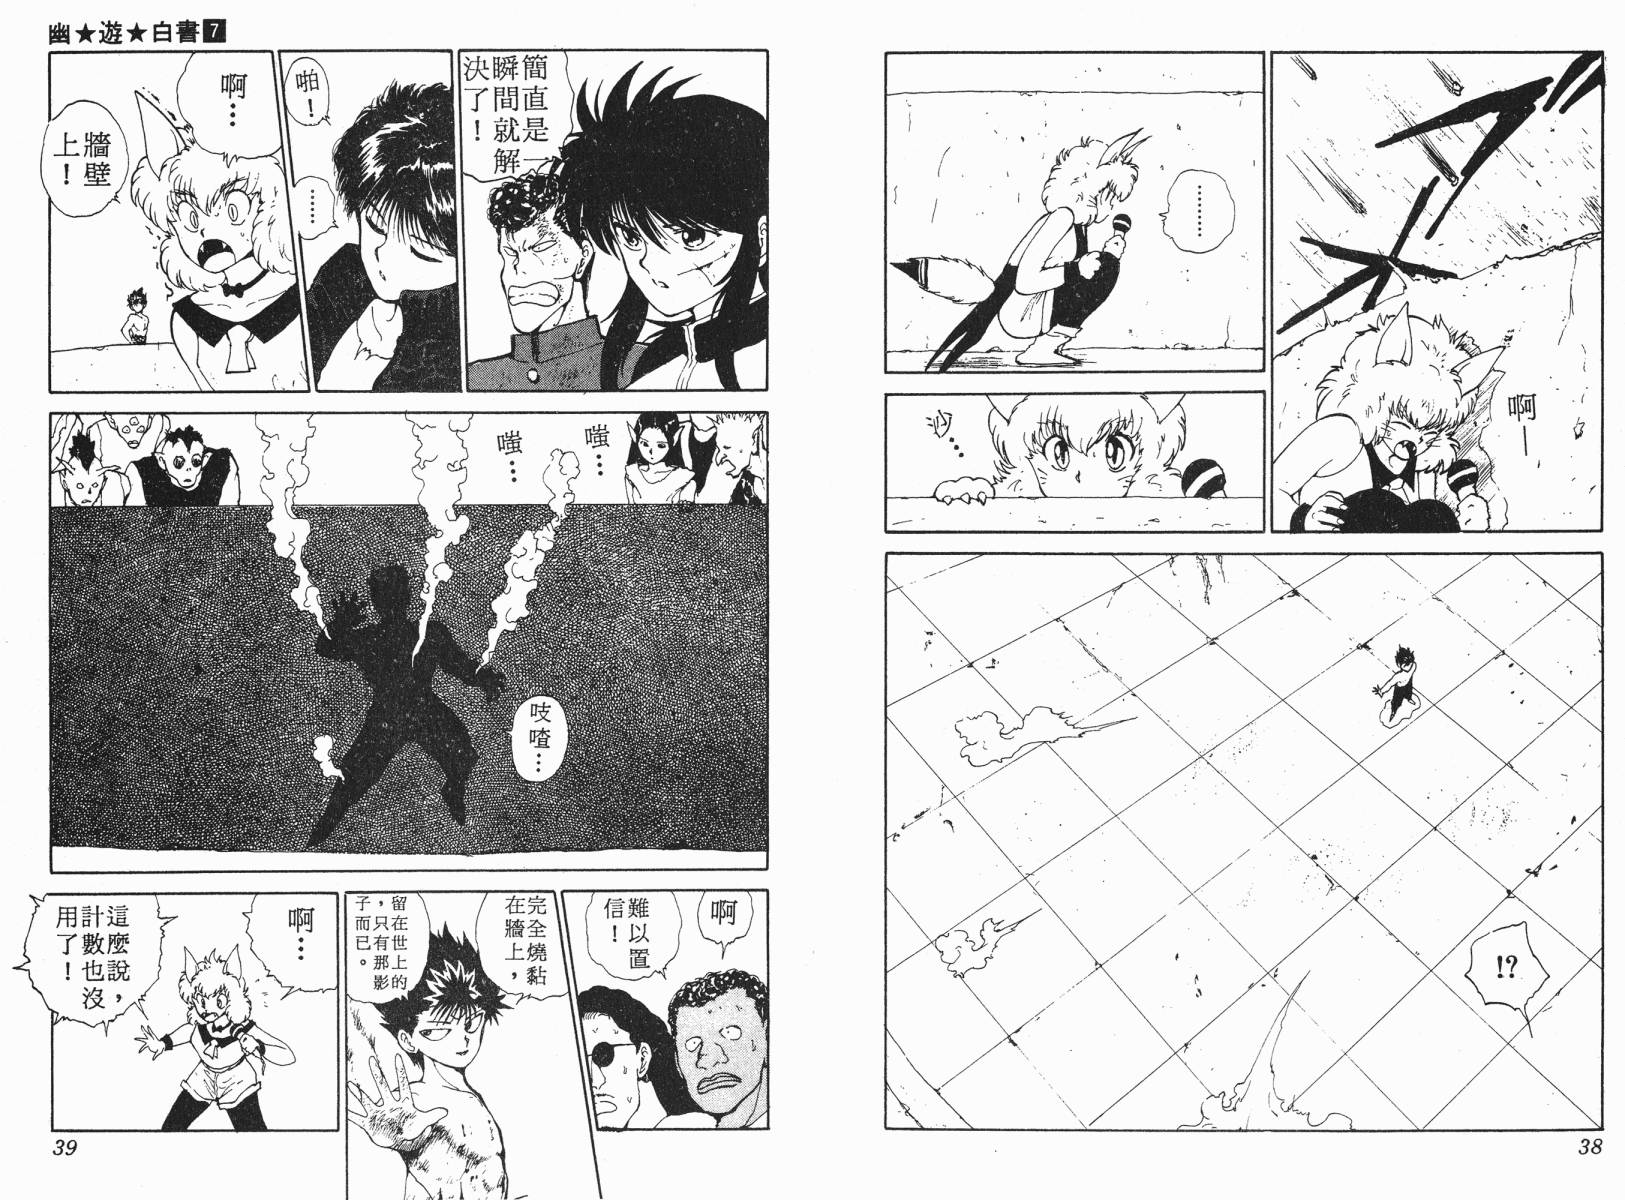 啊—
………
沙…
!?
38
幽★遊★白書7
簡直是一
瞬間就解
決了！
啪！
……
啊…
牆壁
上！
嗤…
嗤…
吱喳…
啊
難以置
信！
完全燒黏
在牆上，
留在世上的
，只有那影
子而已。
啊…
這麼說，
計數也沒
用了！
39